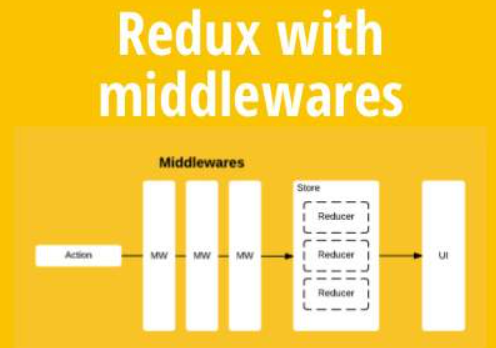 Redux with
middlewares
Middlewares
Store
Reducer
Action
MW
MW
MW
Reducer
UI
Reducer